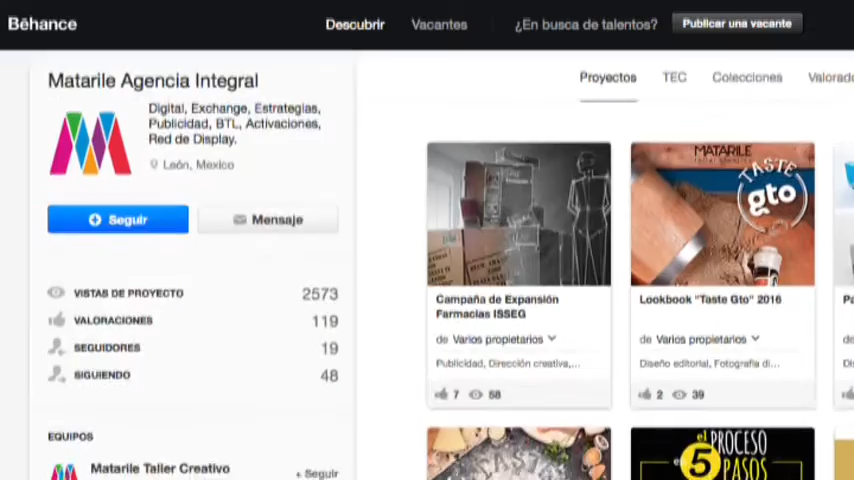 Bēhance
Descubrir
Vacantes
¿En busca de talentos?
Publicar una vacante
Matarile Agencia Integral
Digital, Exchange, Estrategias,
Publicidad, BTL, Activaciones,
Red de Display.
León, Mexico
Seguir
Mensaje
VISTAS DE PROYECTO 2573
VALORACIONES 119
SEGUIDORES 19
SIGUIENDO 48
EQUIPOS
Matarile Taller Creativo
+ Seguir
Proyectos
TEC
Colecciones
Campaña de Expansión
Farmacias ISSEG
de Varios propietarios
Publicidad, Dirección creativa,...
7 58
MATARILE
TASTE
gto
Lookbook "Taste Gto" 2016
de Varios propietarios
Diseño editorial, Fotografía di...
2 39
TASTE
el PROCESO
5
PASOS